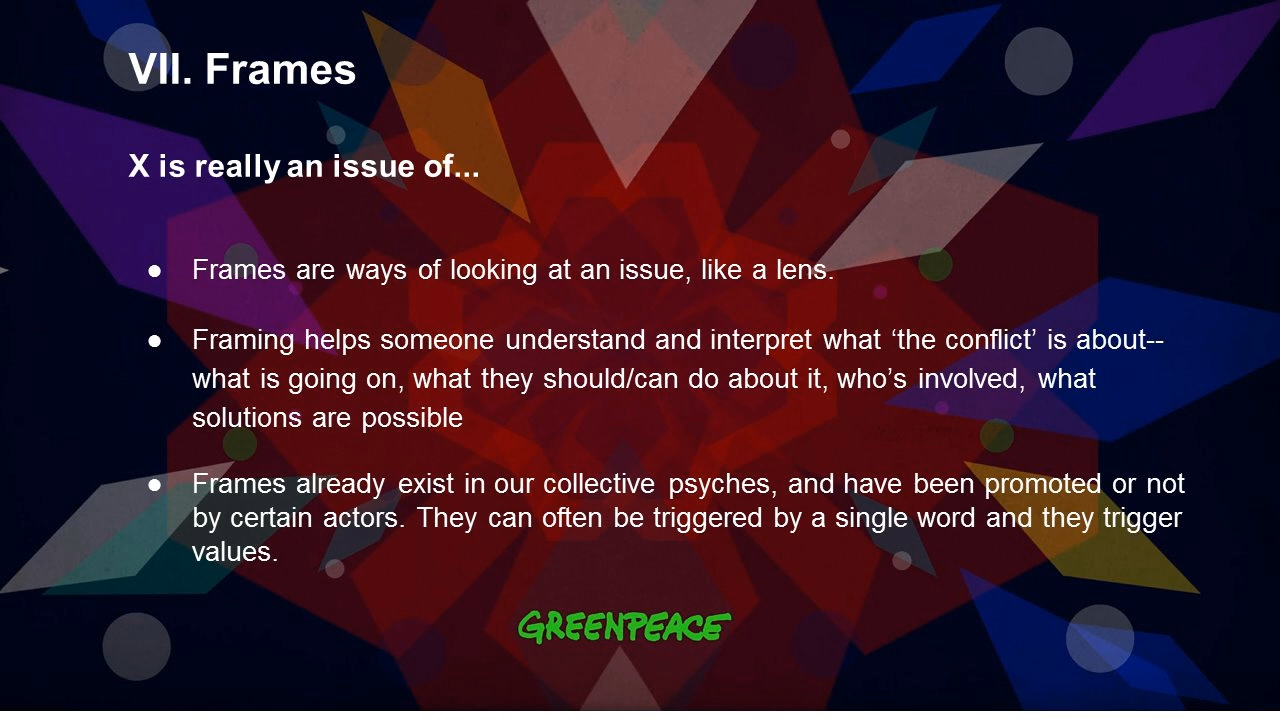 VII. Frames
X is really an issue of...
● Frames are ways of looking at an issue, like a lens.
● Framing helps someone understand and interpret what ‘the conflict’ is about--
what is going on, what they should/can do about it, who’s involved, what
solutions are possible
● Frames already exist in our collective psyches, and have been promoted or not
by certain actors. They can often be triggered by a single word and they trigger
values.
GREENPEACE